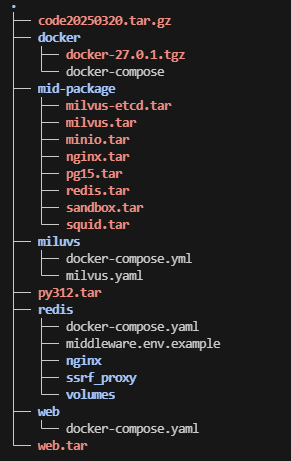 .
├── code20250320.tar.gz
├── docker
│   ├── docker-27.0.1.tgz
│   └── docker-compose
├── mid-package
│   ├── milvus-etcd.tar
│   ├── milvus.tar
│   ├── minio.tar
│   ├── nginx.tar
│   ├── pg15.tar
│   ├── redis.tar
│   ├── sandbox.tar
│   └── squid.tar
├── miluvs
│   ├── docker-compose.yml
│   └── milvus.yaml
├── py312.tar
├── redis
│   ├── docker-compose.yaml
│   ├── middleware.env.example
│   ├── nginx
│   ├── ssrf_proxy
│   └── volumes
├── web
│   └── docker-compose.yaml
└── web.tar